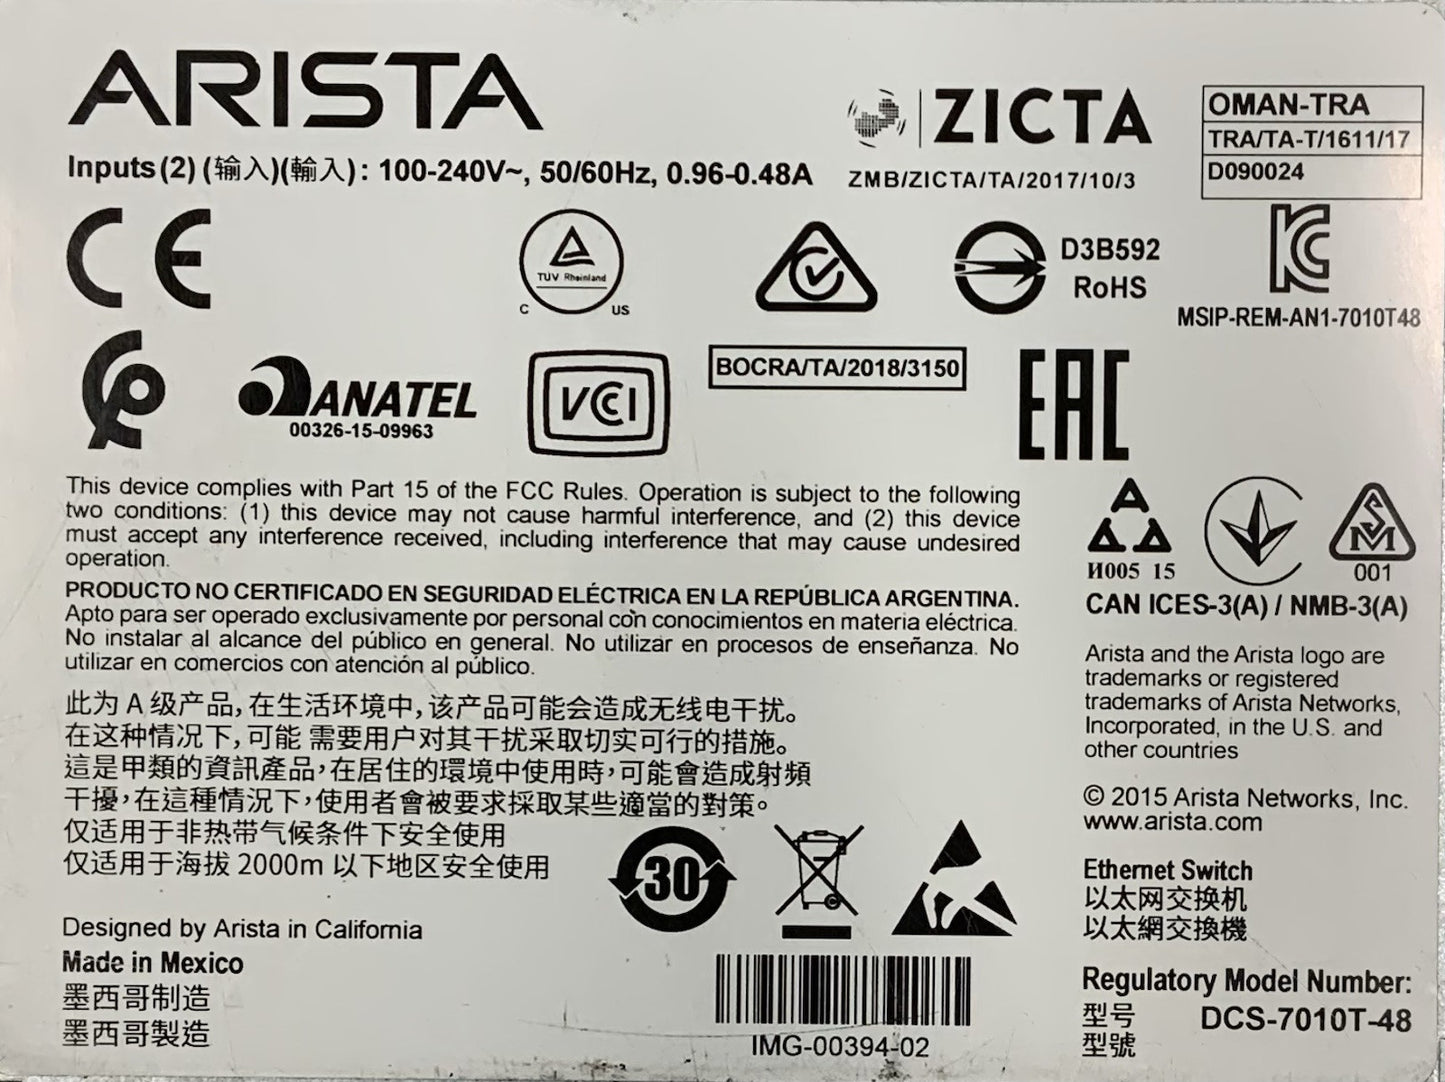 ARISTA
Inputs(2) (输入)(輸入): 100-240V~, 50/60Hz, 0.96-0.48A
ZICTA
ZMB/ZICTA/TA/2017/10/3
OMAN-TRA
TRA/TA-T/1611/17
D090024
CE
TUV Rheinland
C US
D3B592
RoHS
MSIP-REM-AN1-7010T48
ANATEL
00326-15-09963
VCI
BOCRA/TA/2018/3150
EAC
This device complies with Part 15 of the FCC Rules. Operation is subject to the following
two conditions: (1) this device may not cause harmful interference, and (2) this device
must accept any interference received, including interference that may cause undesired
operation.
PRODUCTO NO CERTIFICADO EN SEGURIDAD ELÉCTRICA EN LA REPÚBLICA ARGENTINA.
Apto para ser operado exclusivamente por personal con conocimientos en materia eléctrica.
No instalar al alcance del público en general. No utilizar en procesos de enseñanza. No
utilizar en comercios con atención al público.
此为 A 级产品，在生活环境中，该产品可能会造成无线电干扰。
在这种情况下，可能 需要用户对其干扰采取切实可行的措施。
這是甲類的資訊產品，在居住的環境中使用時，可能會造成射頻
干擾，在這種情況下，使用者會被要求採取某些適當的對策。
仅适用于非热带气候条件下安全使用
仅适用于海拔 2000m 以下地区安全使用
И005 15
001
CAN ICES-3(A) / NMB-3(A)
Arista and the Arista logo are
trademarks or registered
trademarks of Arista Networks,
Incorporated, in the U.S. and
other countries
© 2015 Arista Networks, Inc.
www.arista.com
30
Designed by Arista in California
Made in Mexico
墨西哥制造
墨西哥製造
IMG-00394-02
Ethernet Switch
以太网交换机
以太網交換機
Regulatory Model Number:
型号 DCS-7010T-48
型號